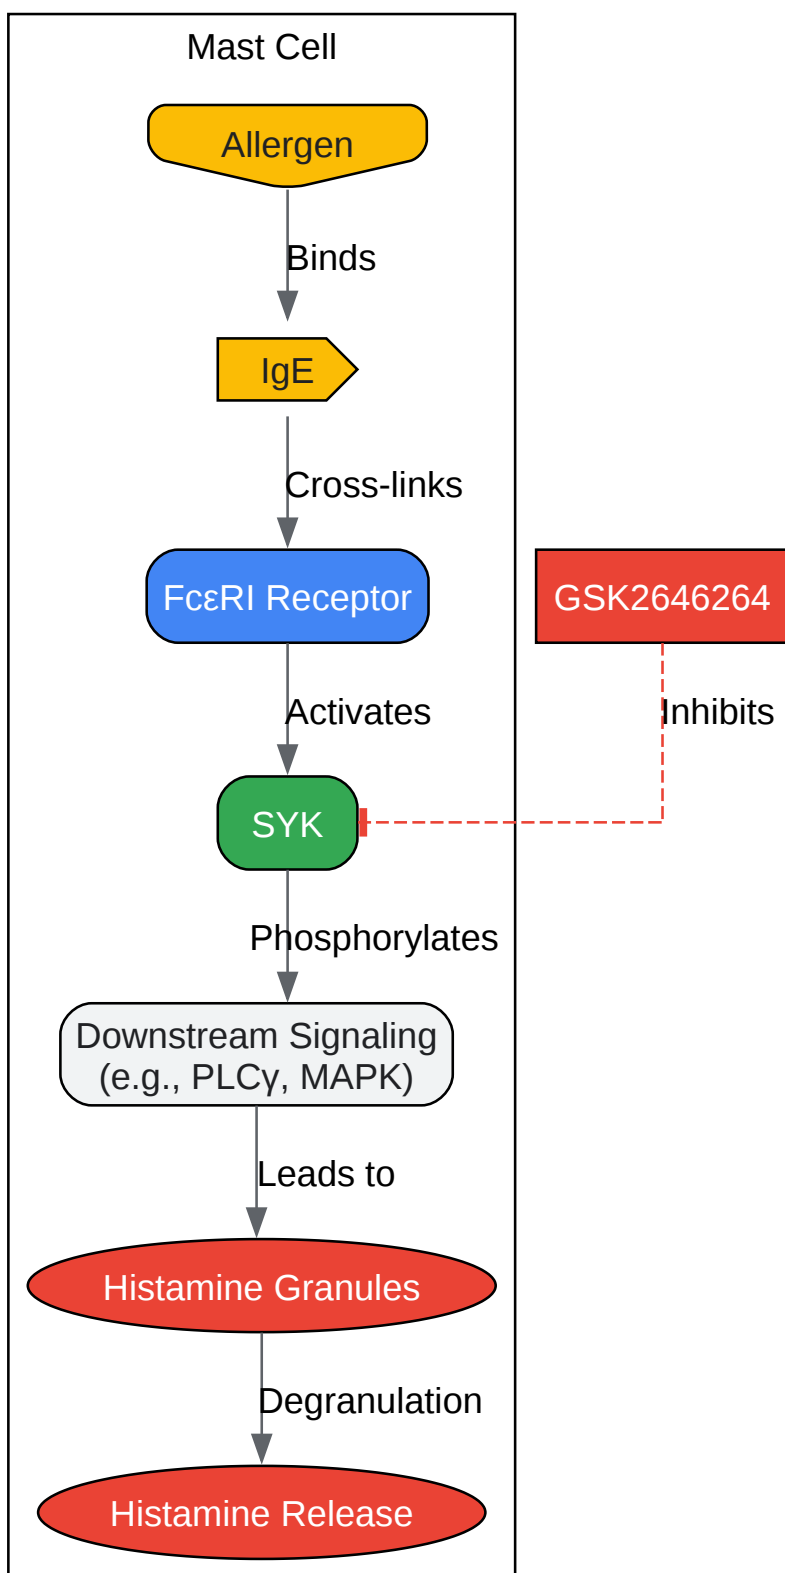 Mast Cell
Allergen
Binds
IgE
Cross-links
FcεRI Receptor
GSK2646264
Activates
Inhibits
SYK
Phosphorylates
Downstream Signaling
(e.g., PLCγ, MAPK)
Leads to
Histamine Granules
Degranulation
Histamine Release